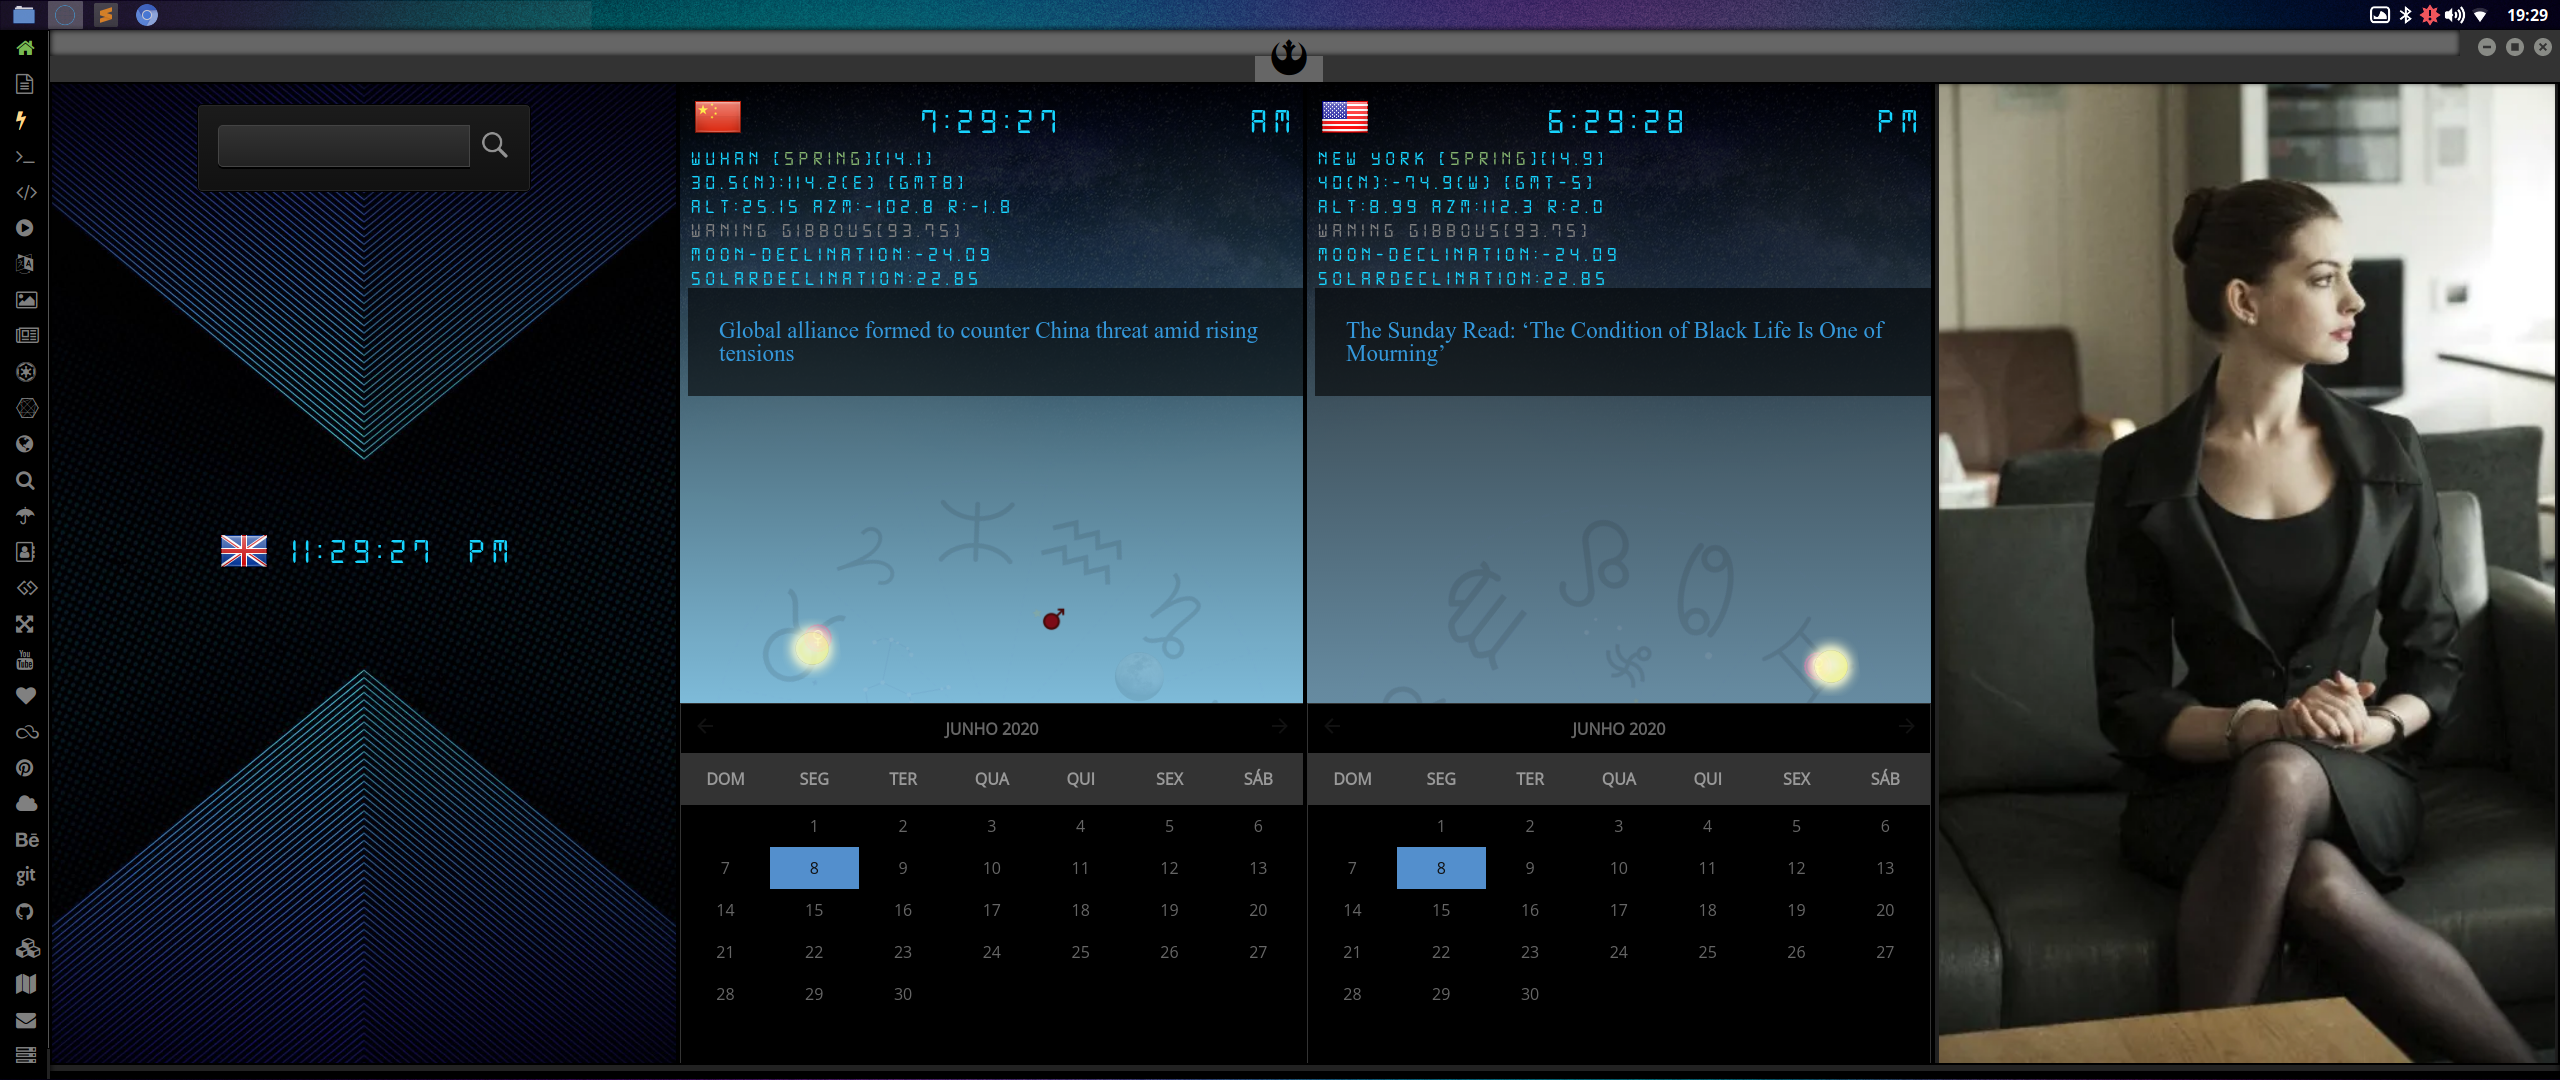 19:29
7:29:27 AM
WUHAN [SPRING][14.1]
30.5(N):114.2(E) [GMT8]
ALT:25.15 AZM:-102.8 R:-1.8
WANING GIBBOUS[93.75]
MOON-DECLINATION:-24.09
SOLARDECLINATION:22.85
Global alliance formed to counter China threat amid rising
tensions
6:29:28 PM
NEW YORK [SPRING][14.9]
40(N):-74.9(W) [GMT-5]
ALT:8.99 AZM:112.3 R:2.0
WANING GIBBOUS[93.75]
MOON-DECLINATION:-24.09
SOLARDECLINATION:22.85
The Sunday Read: ‘The Condition of Black Life Is One of
Mourning’
11:29:27 PM
You
Tube
Bē
git
JUNHO 2020
DOM SEG TER QUA QUI SEX SÁB
1 2 3 4 5 6
7 8 9 10 11 12 13
14 15 16 17 18 19 20
21 22 23 24 25 26 27
28 29 30
JUNHO 2020
DOM SEG TER QUA QUI SEX SÁB
1 2 3 4 5 6
7 8 9 10 11 12 13
14 15 16 17 18 19 20
21 22 23 24 25 26 27
28 29 30